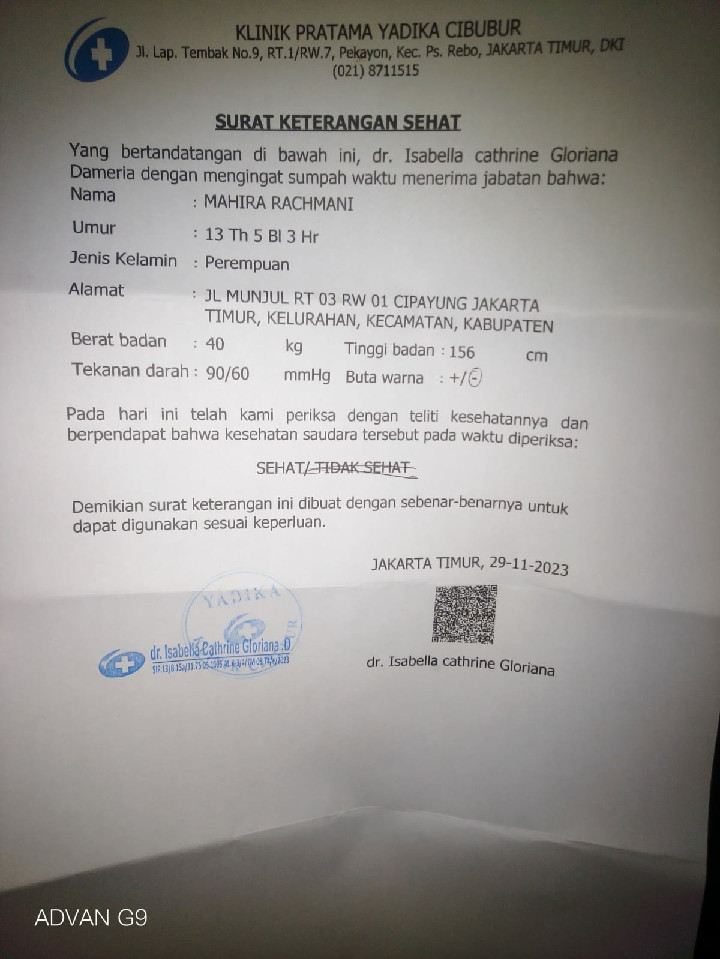 KLINIK PRATAMA YADIKA CIBUBUR
Jl. Lap. Tembak No.9, RT.1/RW.7, Pekayon, Kec. Ps. Rebo, JAKARTA TIMUR, DKI
(021) 8711515
SURAT KETERANGAN SEHAT
Yang bertandatangan di bawah ini, dr. Isabella cathrine Gloriana
Dameria dengan mengingat sumpah waktu menerima jabatan bahwa:
Nama : MAHIRA RACHMANI
Umur : 13 Th 5 Bl 3 Hr
Jenis Kelamin : Perempuan
Alamat : JL MUNJUL RT 03 RW 01 CIPAYUNG JAKARTA
TIMUR, KELURAHAN, KECAMATAN, KABUPATEN
Berat badan : 40 kg Tinggi badan : 156 cm
Tekanan darah : 90/60 mmHg Buta warna : +/-
Pada hari ini telah kami periksa dengan teliti kesehatannya dan
berpendapat bahwa kesehatan saudara tersebut pada waktu diperiksa:
SEHAT/ TIDAK SEHAT
Demikian surat keterangan ini dibuat dengan sebenar-benarnya untuk
dapat digunakan sesuai keperluan.
JAKARTA TIMUR, 29-11-2023
YADIKA
dr. Isabella Cathrine Gloriana .D
dr. Isabella cathrine Gloriana
ADVAN G9